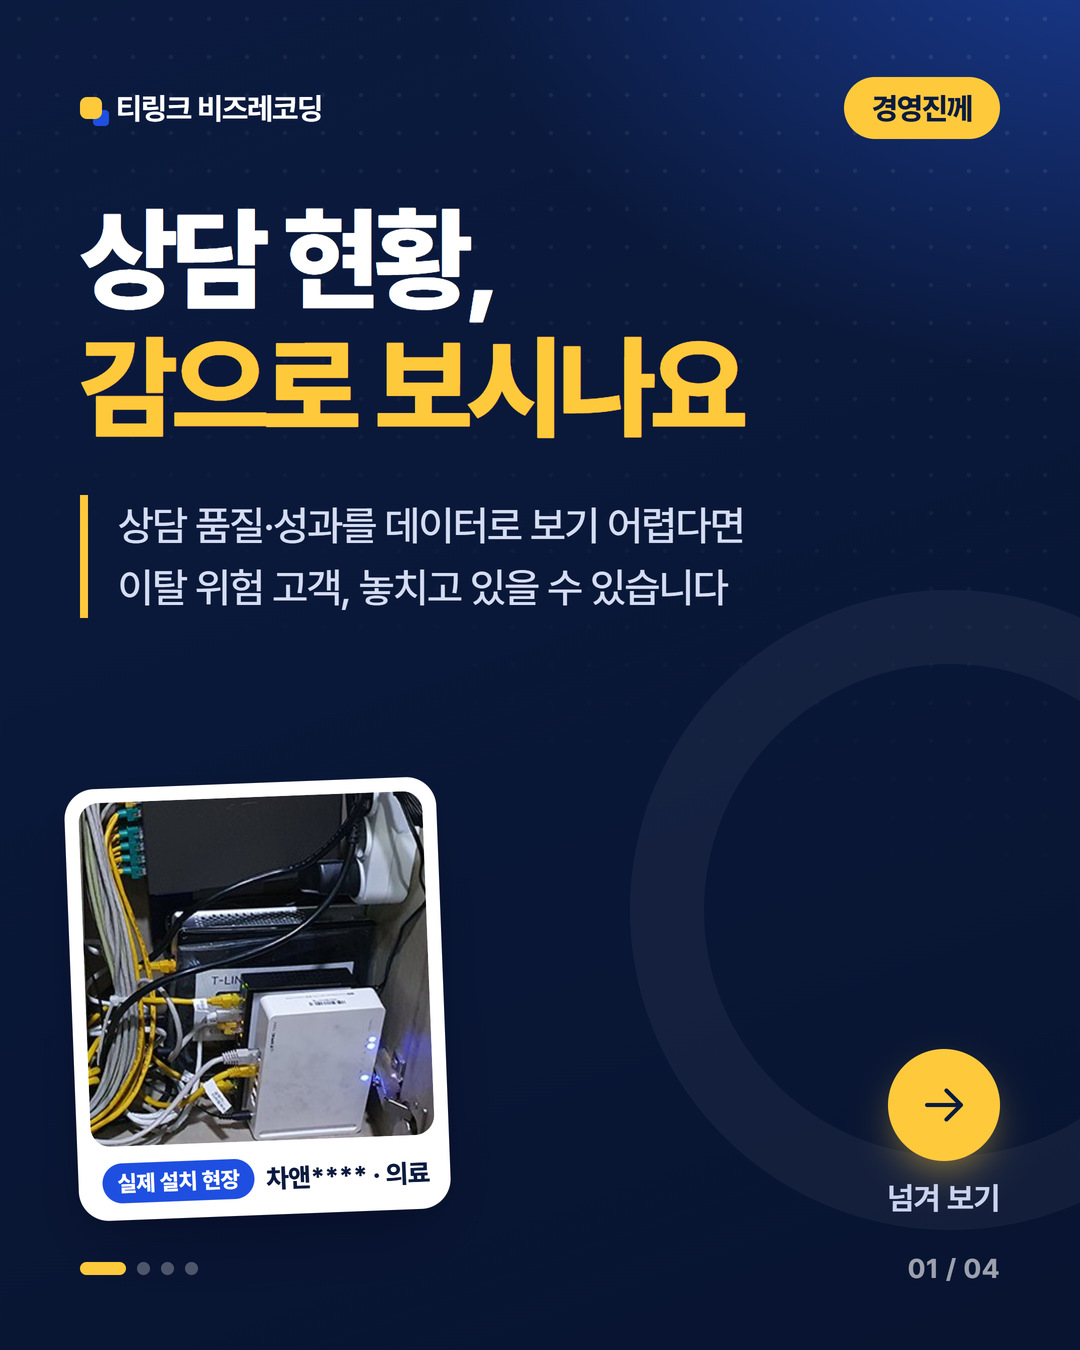 티링크 비즈레코딩
경영진께
상담 현황,
감으로 보시나요
상담 품질·성과를 데이터로 보기 어렵다면
이탈 위험 고객, 놓치고 있을 수 있습니다
T-LIN
실제 설치 현장 차앤**** · 의료
넘겨 보기
01 / 04